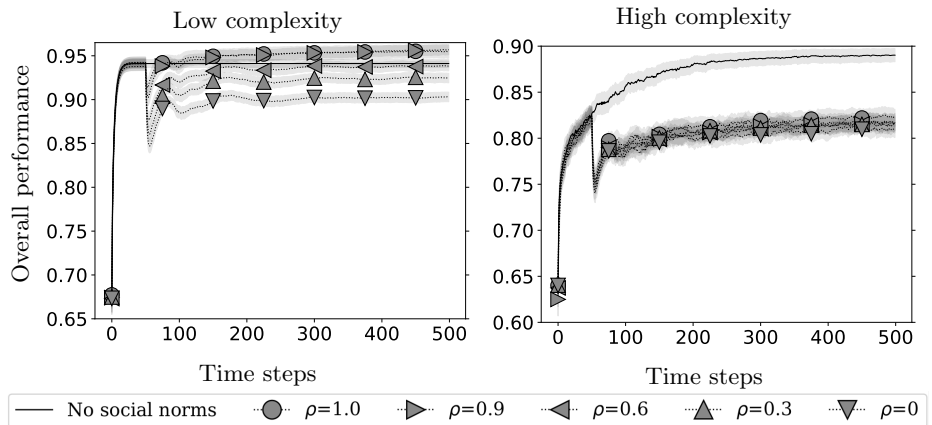 Low complexity
High complexity
Overall performance
0.95
0.90
0.85
0.80
0.75
0.70
0.65
0 100 200 300 400 500
Time steps
0.90
0.85
0.80
0.75
0.70
0.65
0.60
0 100 200 300 400 500
Time steps
No social norms ρ=1.0 ρ=0.9 ρ=0.6 ρ=0.3 ρ=0